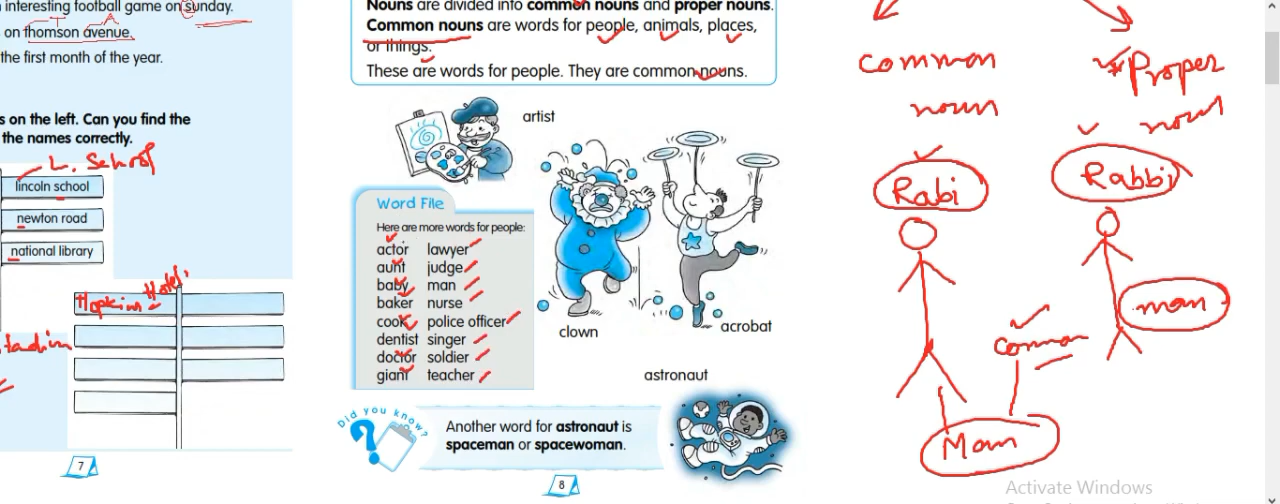 interesting football game on sunday.
on thomson avenue.
T A
the first month of the year.
s on the left. Can you find the
the names correctly.
L. School
lincoln school
newton road
national library
Hopkin Hotel
7
Nouns are divided into common nouns and proper nouns.
Common nouns are words for people, animals, places,
or things.
These are words for people. They are common nouns.
artist
Word File
Here are more words for people:
actor lawyer
aunt judge
baby man
baker nurse
cook police officer
dentist singer
doctor soldier
giant teacher
clown
acrobat
astronaut
Did you know?
Another word for astronaut is
spaceman or spacewoman.
8
common
noun
Proper
noun
Rabi
Rabbi
man
common
Man
Activate Windows